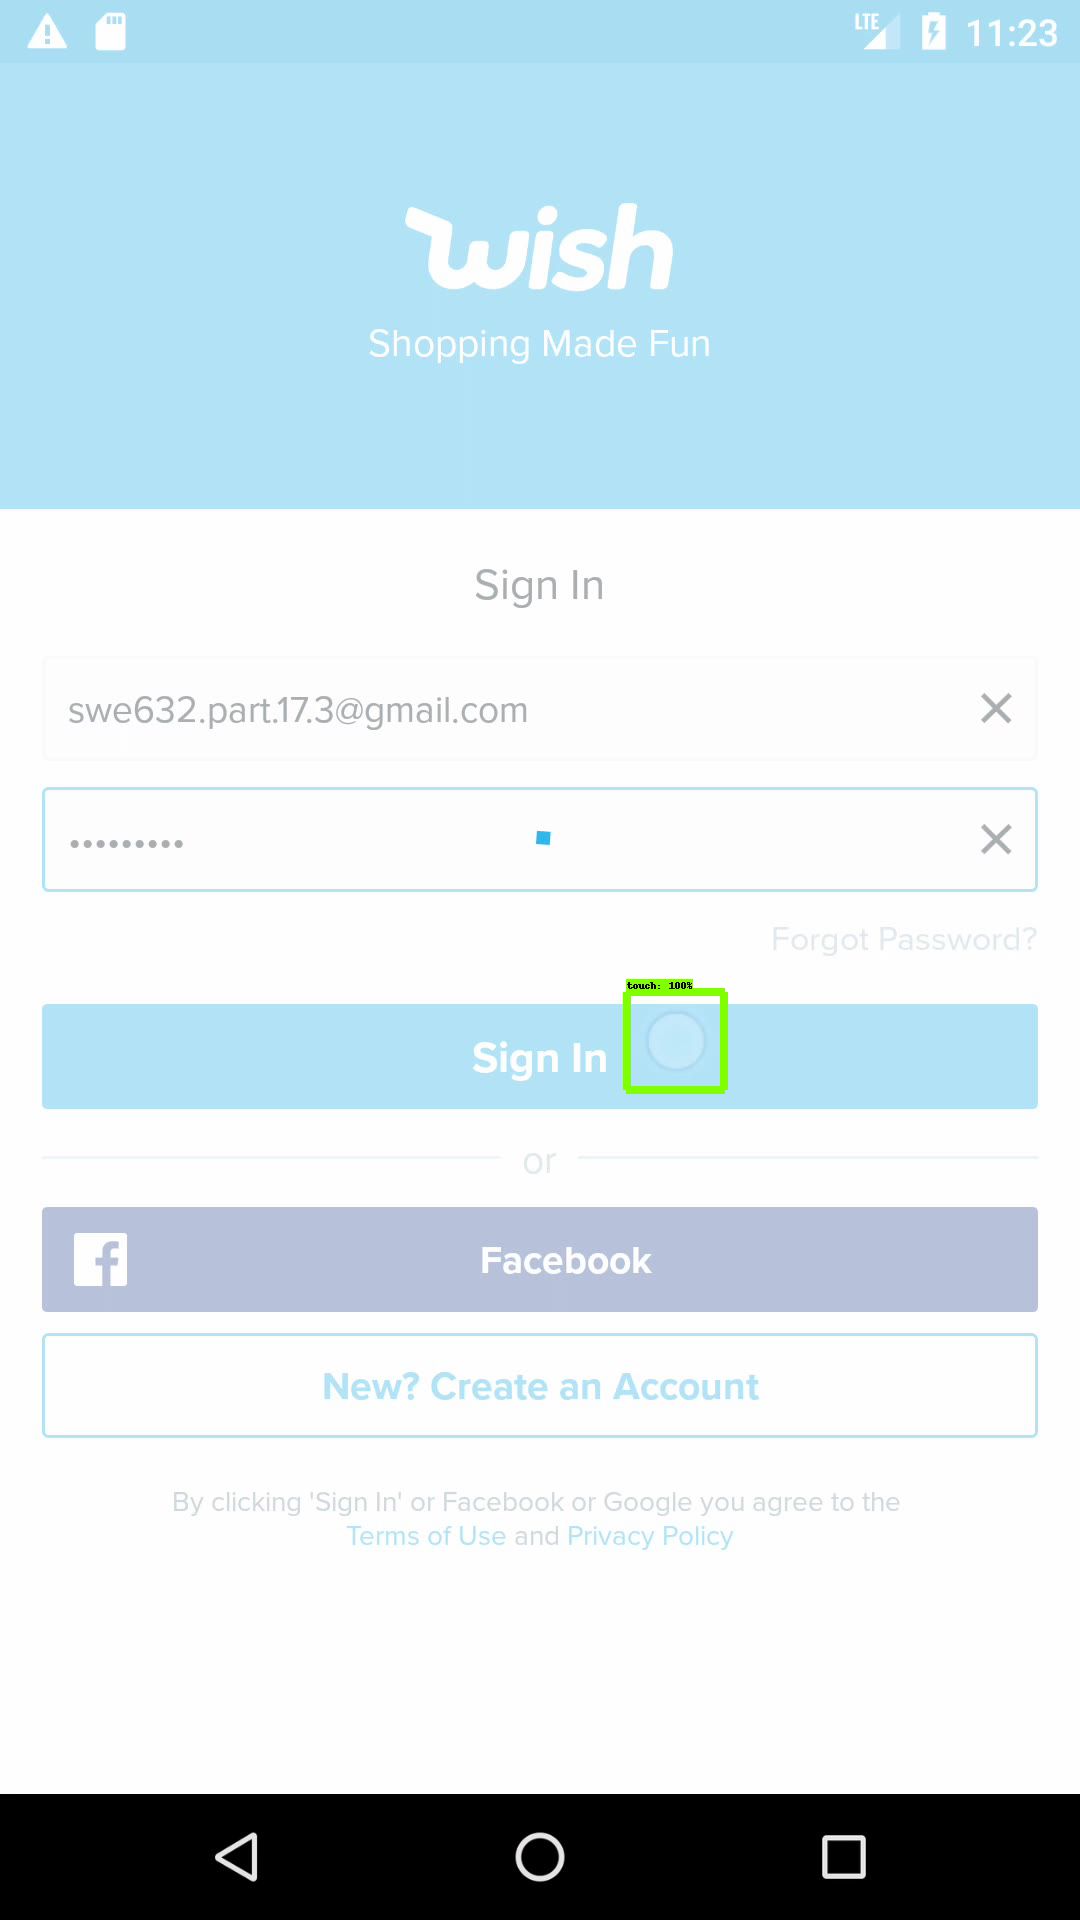 LTE 11:23
wish
Shopping Made Fun
Sign In
swe632.part.17.3@gmail.com
•••••••••
Forgot Password?
touch: 100%
Sign In
or
Facebook
New? Create an Account
By clicking 'Sign In' or Facebook or Google you agree to the
Terms of Use and Privacy Policy